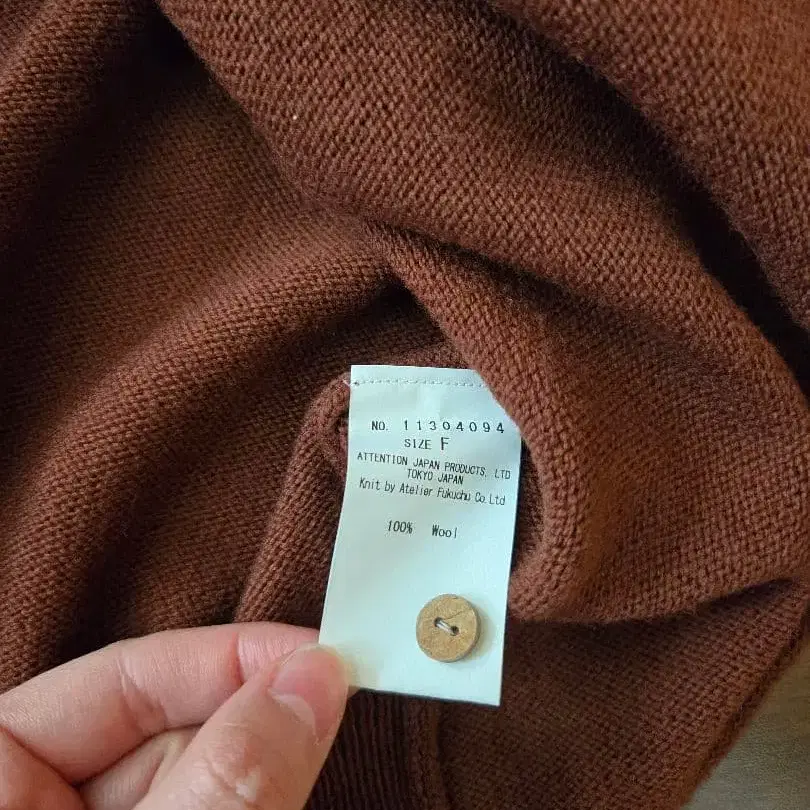 NO. 11304094
SIZE F
ATTENTION JAPAN PRODUCTS, LTD
TOKYO JAPAN
Knit by Atelier Fukuchu Co.Ltd
100% Wool